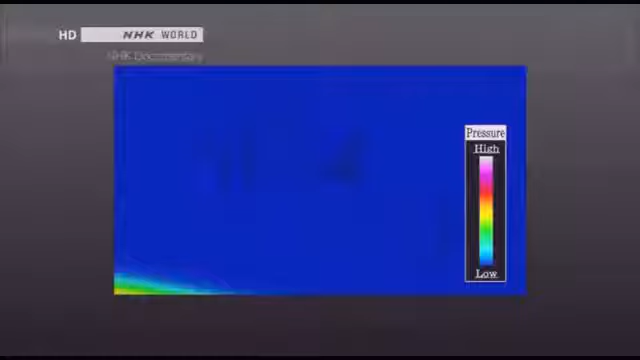 HD NHK WORLD
NHK Documentary
Pressure
High
Low